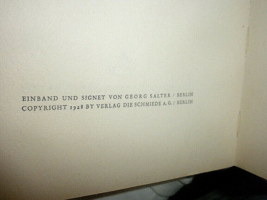 EINBAND UND SIGNET VON GEORG SALTER / BERLIN
COPYRIGHT 1928 BY VERLAG DIE SCHMIEDE A. G. / BERLIN